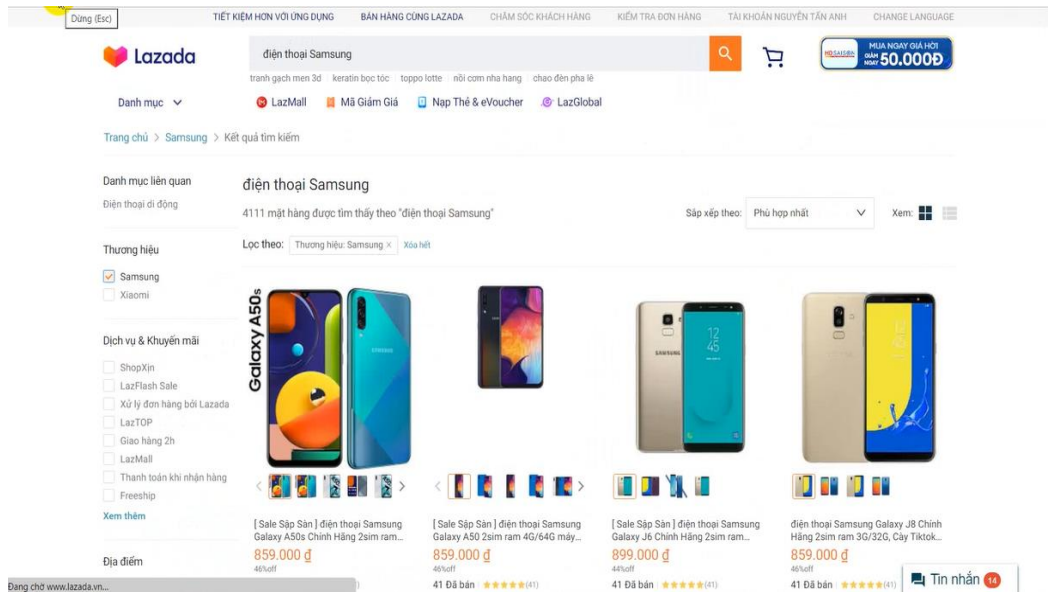 Dừng (Esc)
TIẾT KIỆM HƠN VỚI ỨNG DỤNG BÁN HÀNG CÙNG LAZADA CHĂM SÓC KHÁCH HÀNG KIỂM TRA ĐƠN HÀNG TÀI KHOẢN NGUYÊN TẤN ANH CHANGE LANGUAGE
Lazada
điện thoại Samsung
MUA NGAY GIÁ HỜI
GIẢM NGAY 50.000Đ
tranh gạch men 3d keratin bọc tóc toppo lotte nồi cơm nha hang chao đèn pha lê
Danh mục LazMall Mã Giảm Giá Nạp Thẻ & eVoucher LazGlobal
Trang chủ > Samsung > Kết quả tìm kiếm
Danh mục liên quan
Điện thoại di động
điện thoại Samsung
4111 mặt hàng được tìm thấy theo "điện thoại Samsung"
Sắp xếp theo: Phù hợp nhất Xem:
Lọc theo: Thương hiệu: Samsung × Xóa hết
Thương hiệu
Samsung
Xiaomi
Dịch vụ & Khuyến mãi
ShopXịn
LazFlash Sale
Xử lý đơn hàng bởi Lazada
LazTOP
Giao hàng 2h
LazMall
Thanh toán khi nhận hàng
Freeship
Xem thêm
Địa điểm
Galaxy A50s
SAMSUNG
12
45
[ Sale Sập Sàn ] điện thoại Samsung
Galaxy A50s Chính Hãng 2sim ram...
859.000 ₫
46%off
[ Sale Sập Sàn ] điện thoại Samsung
Galaxy A50 2sim ram 4G/64G máy...
859.000 ₫
46%off
41 Đã bán (41)
[ Sale Sập Sàn ] điện thoại Samsung
Galaxy J6 Chính Hãng 2sim ram...
899.000 ₫
44%off
41 Đã bán (41)
điện thoại Samsung Galaxy J8 Chính
Hãng 2sim ram 3G/32G, Cày Tiktok...
859.000 ₫
46%off
41 Đã bán (41)
Tin nhắn 14
Đang chờ www.lazada.vn...